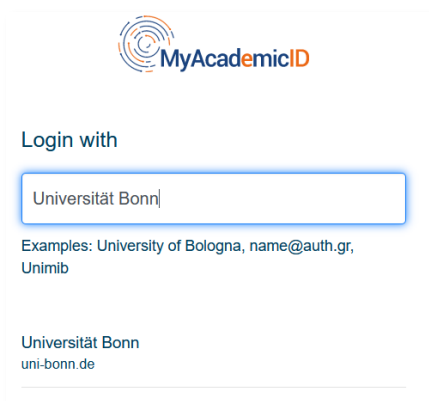 MyAcademicID
Login with
Universität Bonn
Examples: University of Bologna, name@auth.gr,
Unimib
Universität Bonn
uni-bonn.de